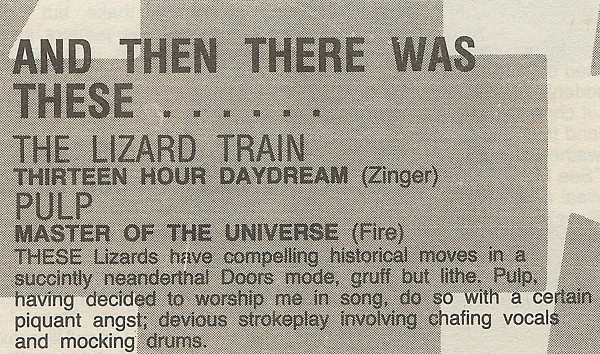 AND THEN THERE WAS
THESE . . . . . .
THE LIZARD TRAIN
THIRTEEN HOUR DAYDREAM (Zinger)
PULP
MASTER OF THE UNIVERSE (Fire)
THESE Lizards have compelling historical moves in a
succintly neanderthal Doors mode, gruff but lithe. Pulp,
having decided to worship me in song, do so with a certain
piquant angst; devious strokeplay involving chafing vocals
and mocking drums.